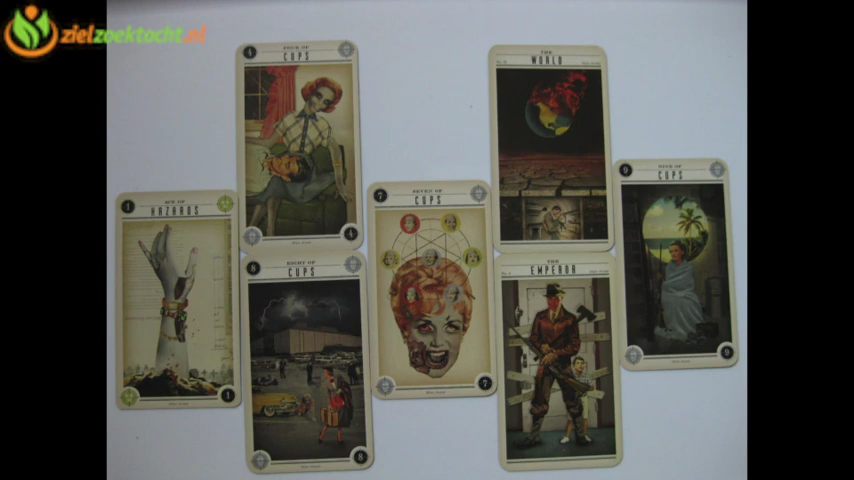 zielzoektocht.nl
4
FOUR OF
CUPS
4
THE
WORLD
1
ACE OF
HAZARDS
1
7
SEVEN OF
CUPS
7
9
NINE OF
CUPS
9
8
EIGHT OF
CUPS
8
THE
EMPEROR